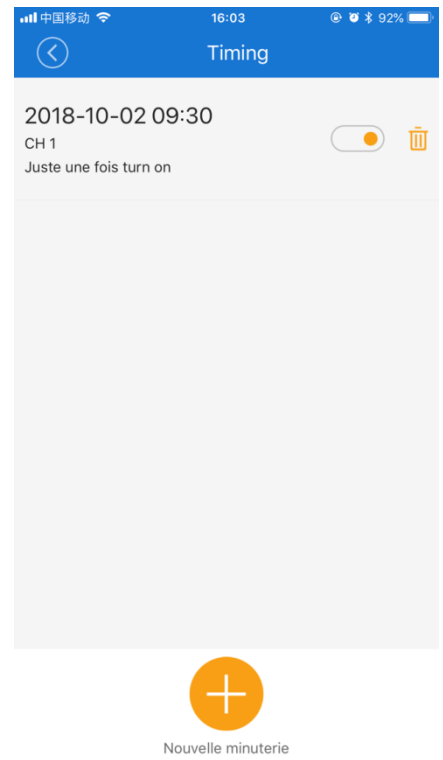 中国移动 16:03 92%
Timing
2018-10-02 09:30
CH 1
Juste une fois turn on
Nouvelle minuterie